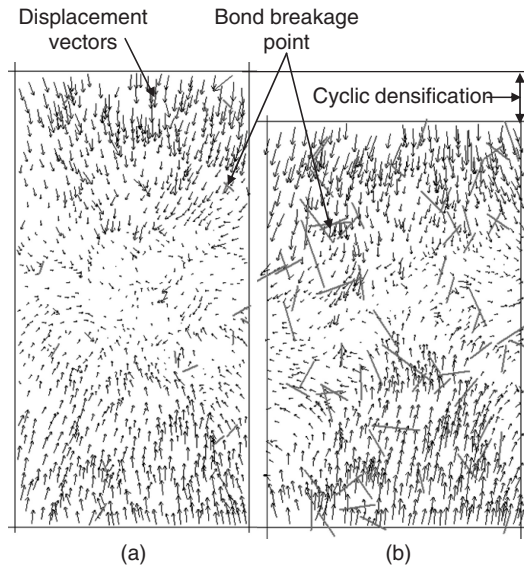 Displacement
vectors
Bond breakage
point
Cyclic densification
(a)
(b)